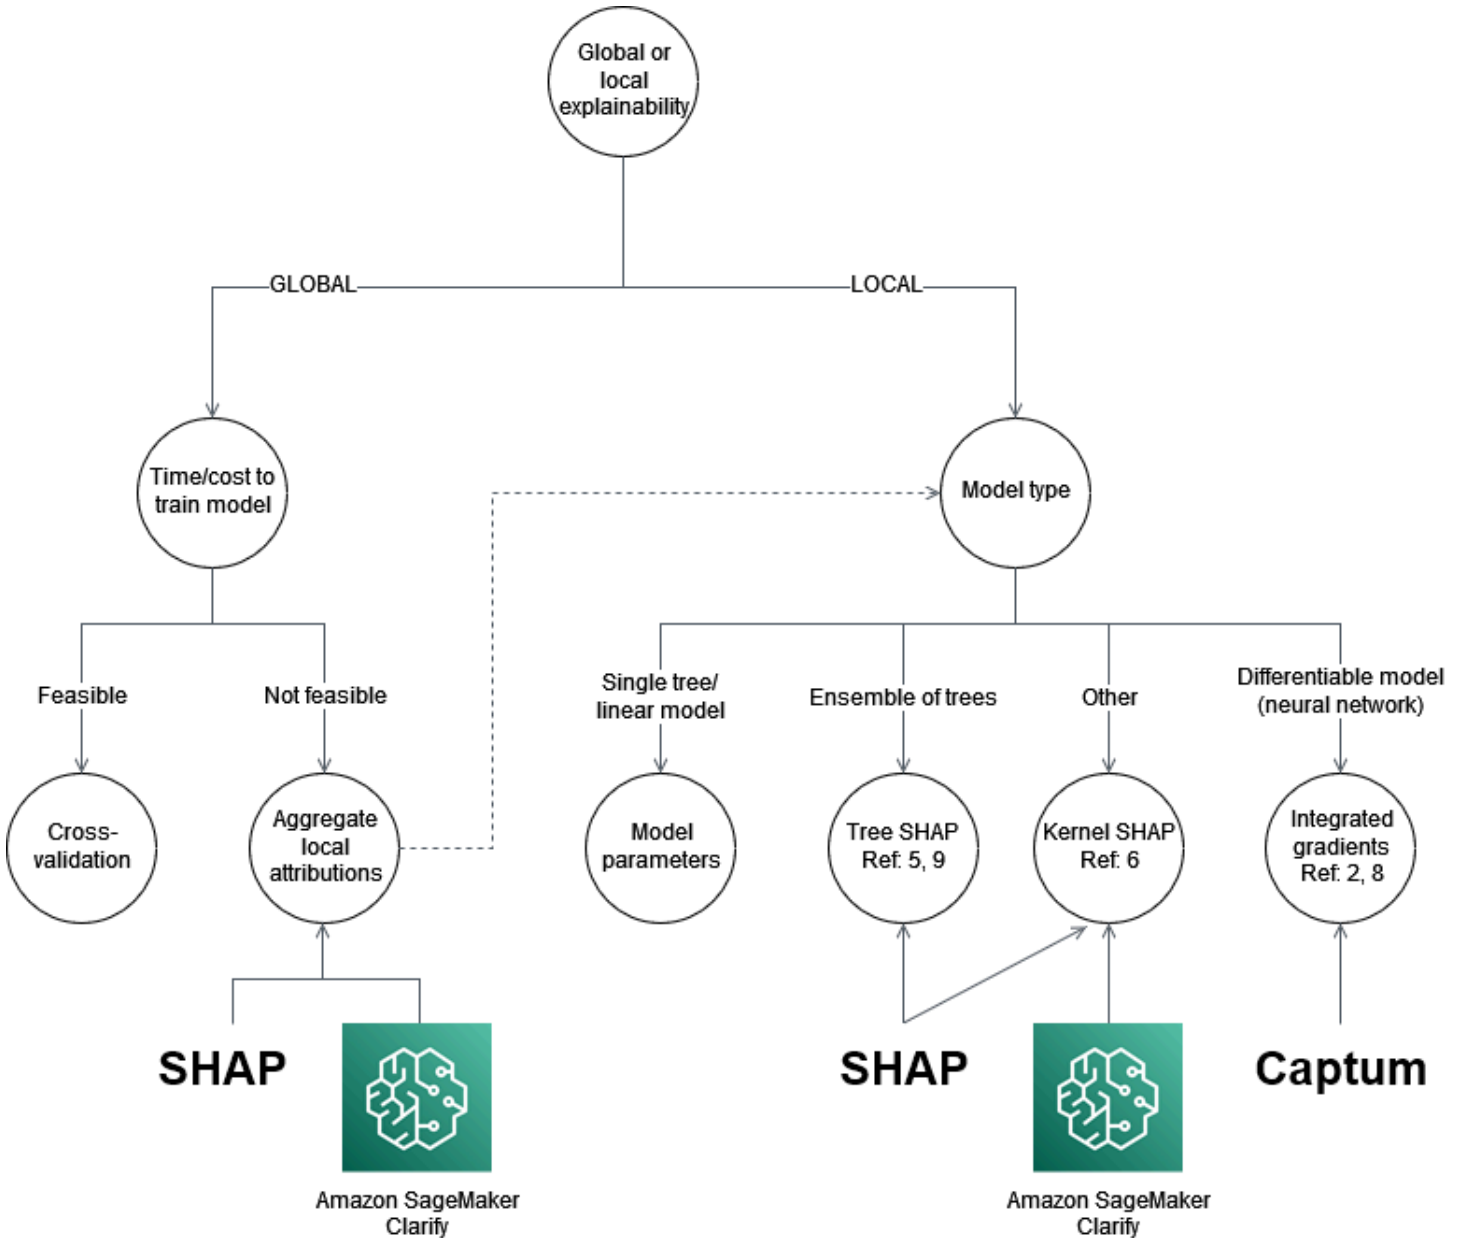 Global or
local
explainability
GLOBAL
LOCAL
Time/cost to
train model
Model type
Feasible
Not feasible
Single tree/
linear model
Ensemble of trees
Other
Differentiable model
(neural network)
Cross-
validation
Aggregate
local
attributions
Model
parameters
Tree SHAP
Ref: 5, 9
Kernel SHAP
Ref: 6
Integrated
gradients
Ref: 2, 8
SHAP
Amazon SageMaker
Clarify
SHAP
Amazon SageMaker
Clarify
Captum